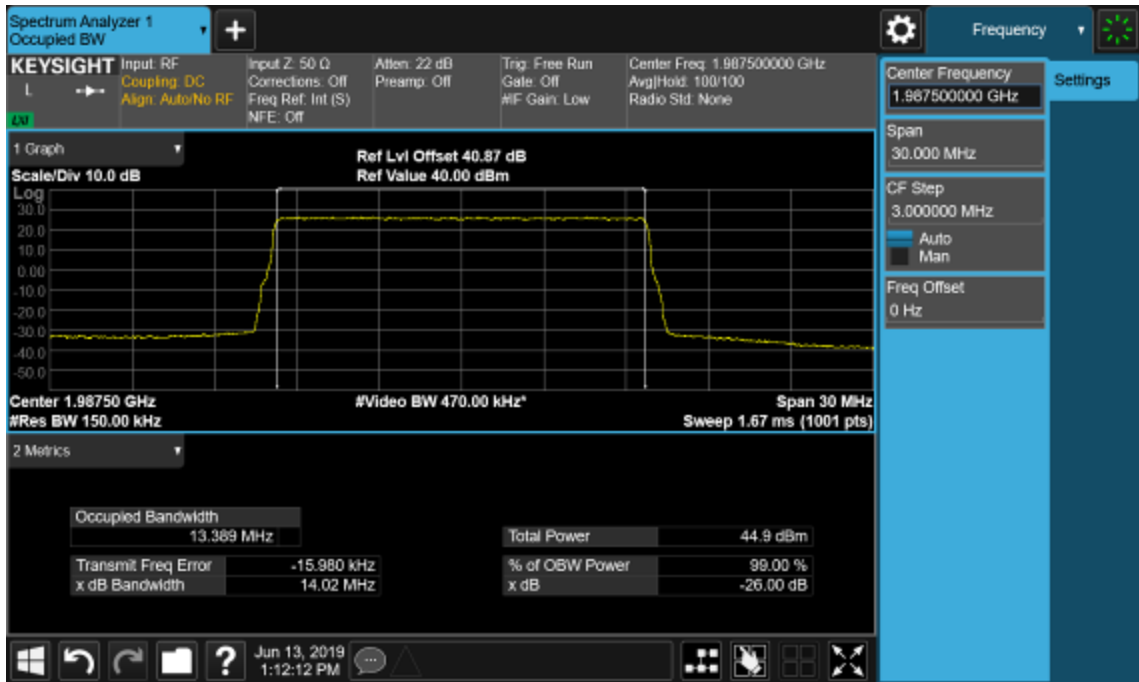 Spectrum Analyzer 1
Occupied BW
+
Frequency
KEYSIGHT
L
LXI
Input: RF
Coupling: DC
Align: Auto/No RF
Input Z: 50 Ω
Corrections: Off
Freq Ref: Int (S)
NFE: Off
Atten: 22 dB
Preamp: Off
Trig: Free Run
Gate: Off
#IF Gain: Low
Center Freq: 1.987500000 GHz
Avg|Hold: 100/100
Radio Std: None
Center Frequency
1.987500000 GHz
Settings
Span
30.000 MHz
CF Step
3.000000 MHz
Auto
Man
Freq Offset
0 Hz
1 Graph
Scale/Div 10.0 dB
Ref Lvl Offset 40.87 dB
Ref Value 40.00 dBm
Log
30.0
20.0
10.0
0.00
-10.0
-20.0
-30.0
-40.0
-50.0
Center 1.98750 GHz
#Video BW 470.00 kHz*
Span 30 MHz
#Res BW 150.00 kHz
Sweep 1.67 ms (1001 pts)
2 Metrics
Occupied Bandwidth
13.389 MHz
Total Power 44.9 dBm
Transmit Freq Error -15.980 kHz
% of OBW Power 99.00 %
x dB Bandwidth 14.02 MHz
x dB -26.00 dB
?
Jun 13, 2019
1:12:12 PM